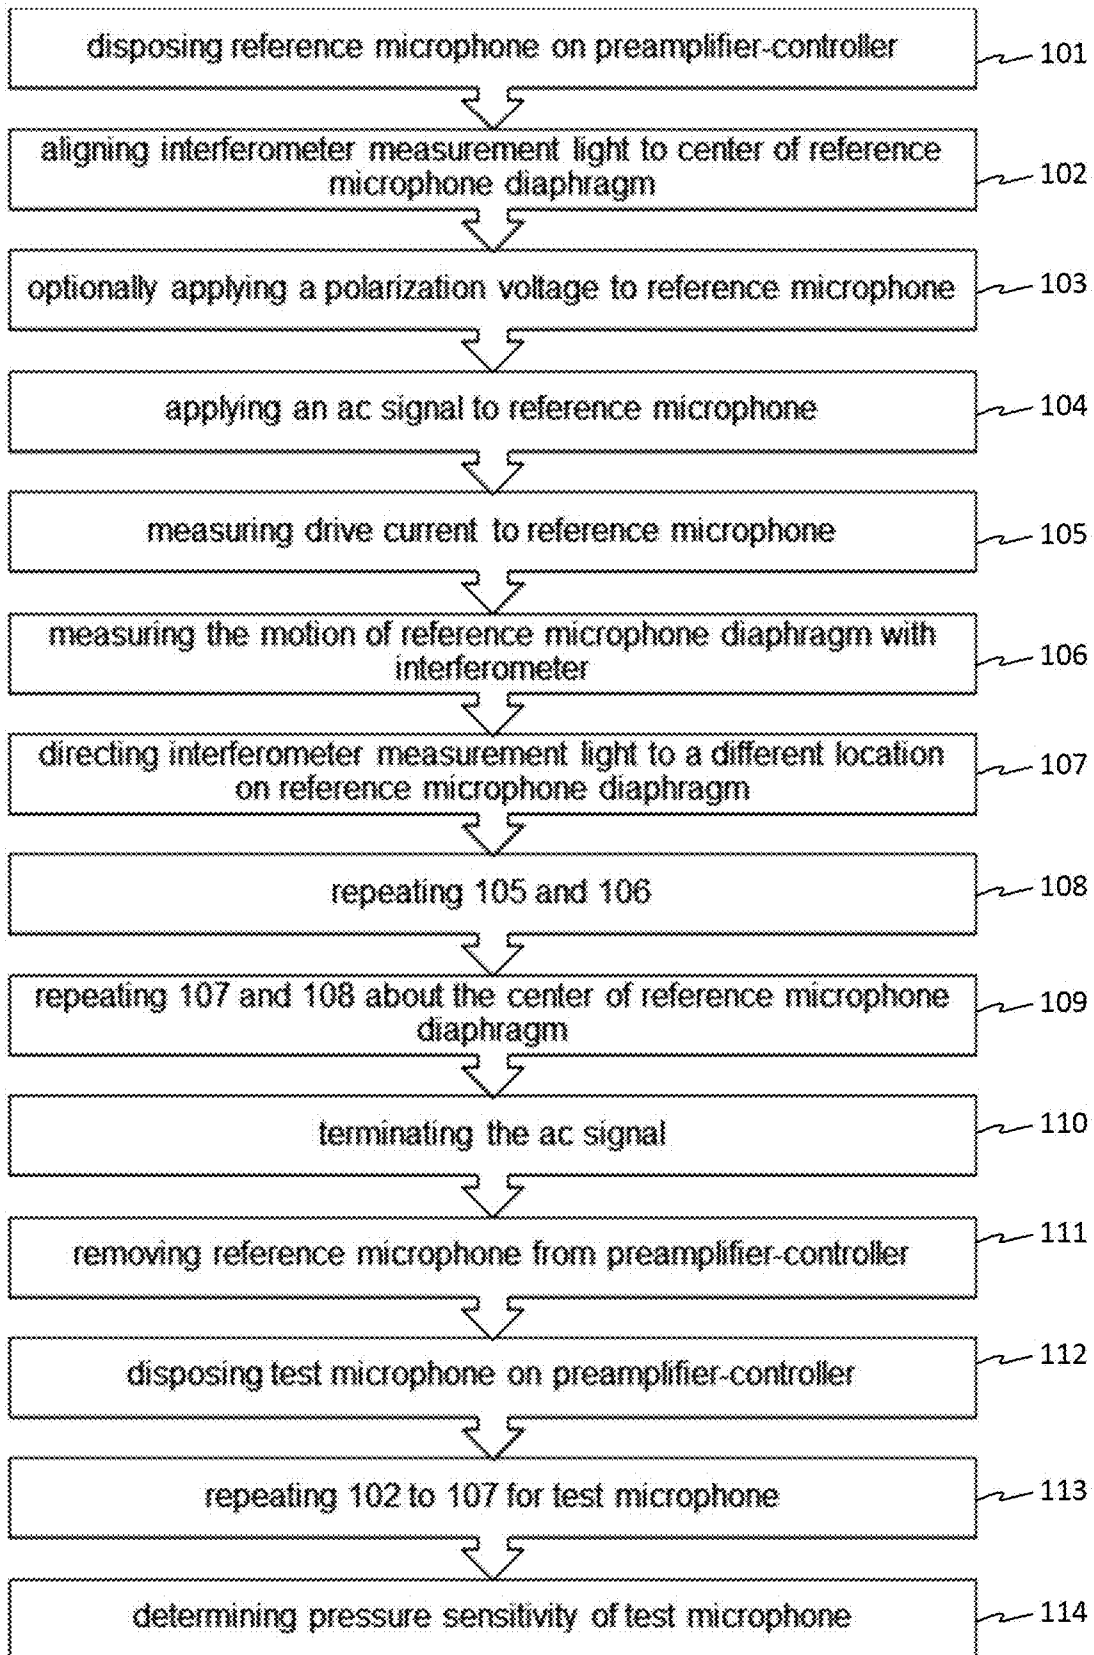 disposing reference microphone on preamplifier-controller
101
aligning interferometer measurement light to center of reference
microphone diaphragm
102
optionally applying a polarization voltage to reference microphone
103
applying an ac signal to reference microphone
104
measuring drive current to reference microphone
105
measuring the motion of reference microphone diaphragm with
interferometer
106
directing interferometer measurement light to a different location
on reference microphone diaphragm
107
repeating 105 and 106
108
repeating 107 and 108 about the center of reference microphone
diaphragm
109
terminating the ac signal
110
removing reference microphone from preamplifier-controller
111
disposing test microphone on preamplifier-controller
112
repeating 102 to 107 for test microphone
113
determining pressure sensitivity of test microphone
114